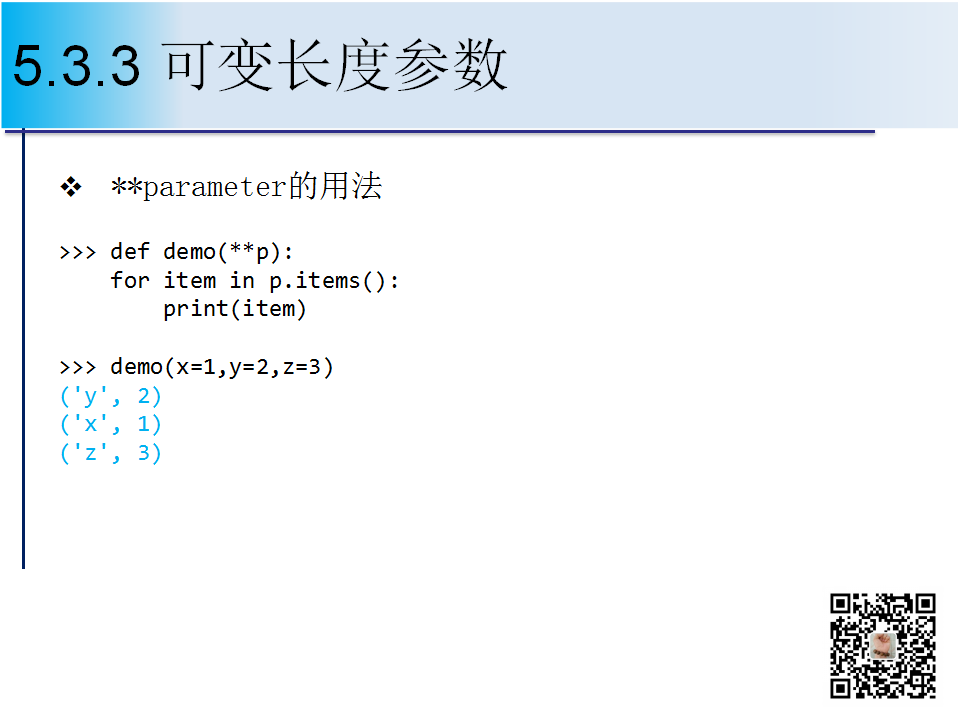 5.3.3 可变长度参数
❖ **parameter的用法
>>> def demo(**p):
    for item in p.items():
        print(item)
>>> demo(x=1,y=2,z=3)
('y', 2)
('x', 1)
('z', 3)